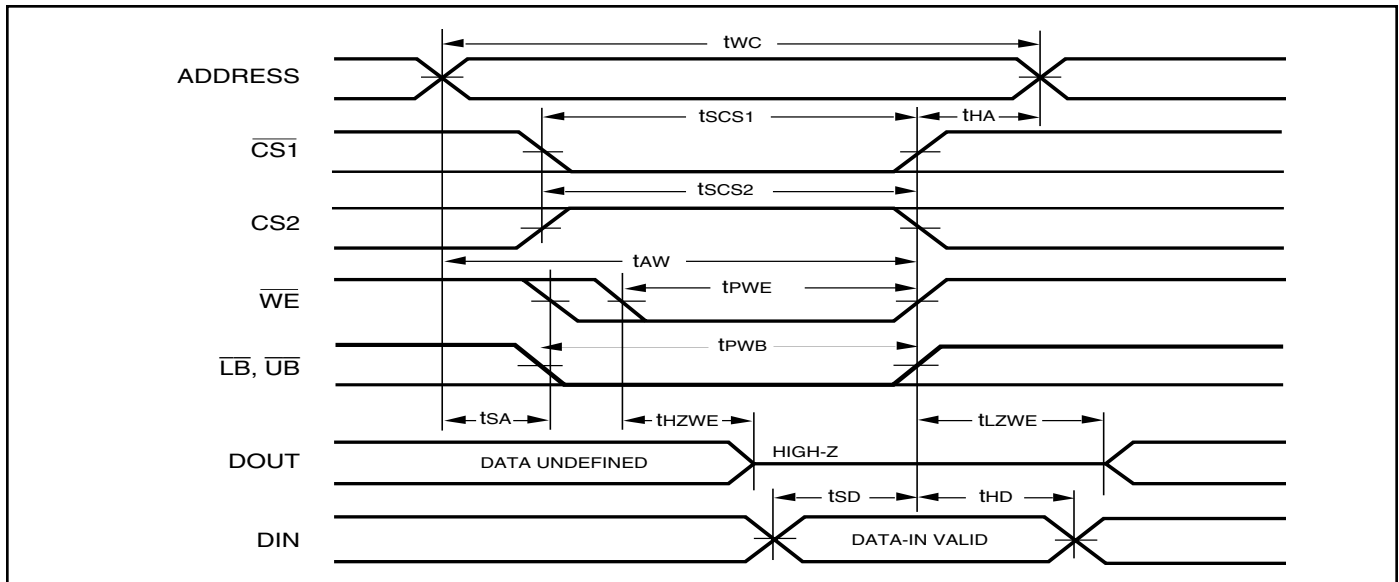 tWC
ADDRESS
tSCS1
tHA
CS1
tSCS2
CS2
tAW
WE
tPWE
tPWB
LB, UB
tSA
tHZWE
tLZWE
DOUT
DATA UNDEFINED
HIGH-Z
tSD
tHD
DIN
DATA-IN VALID